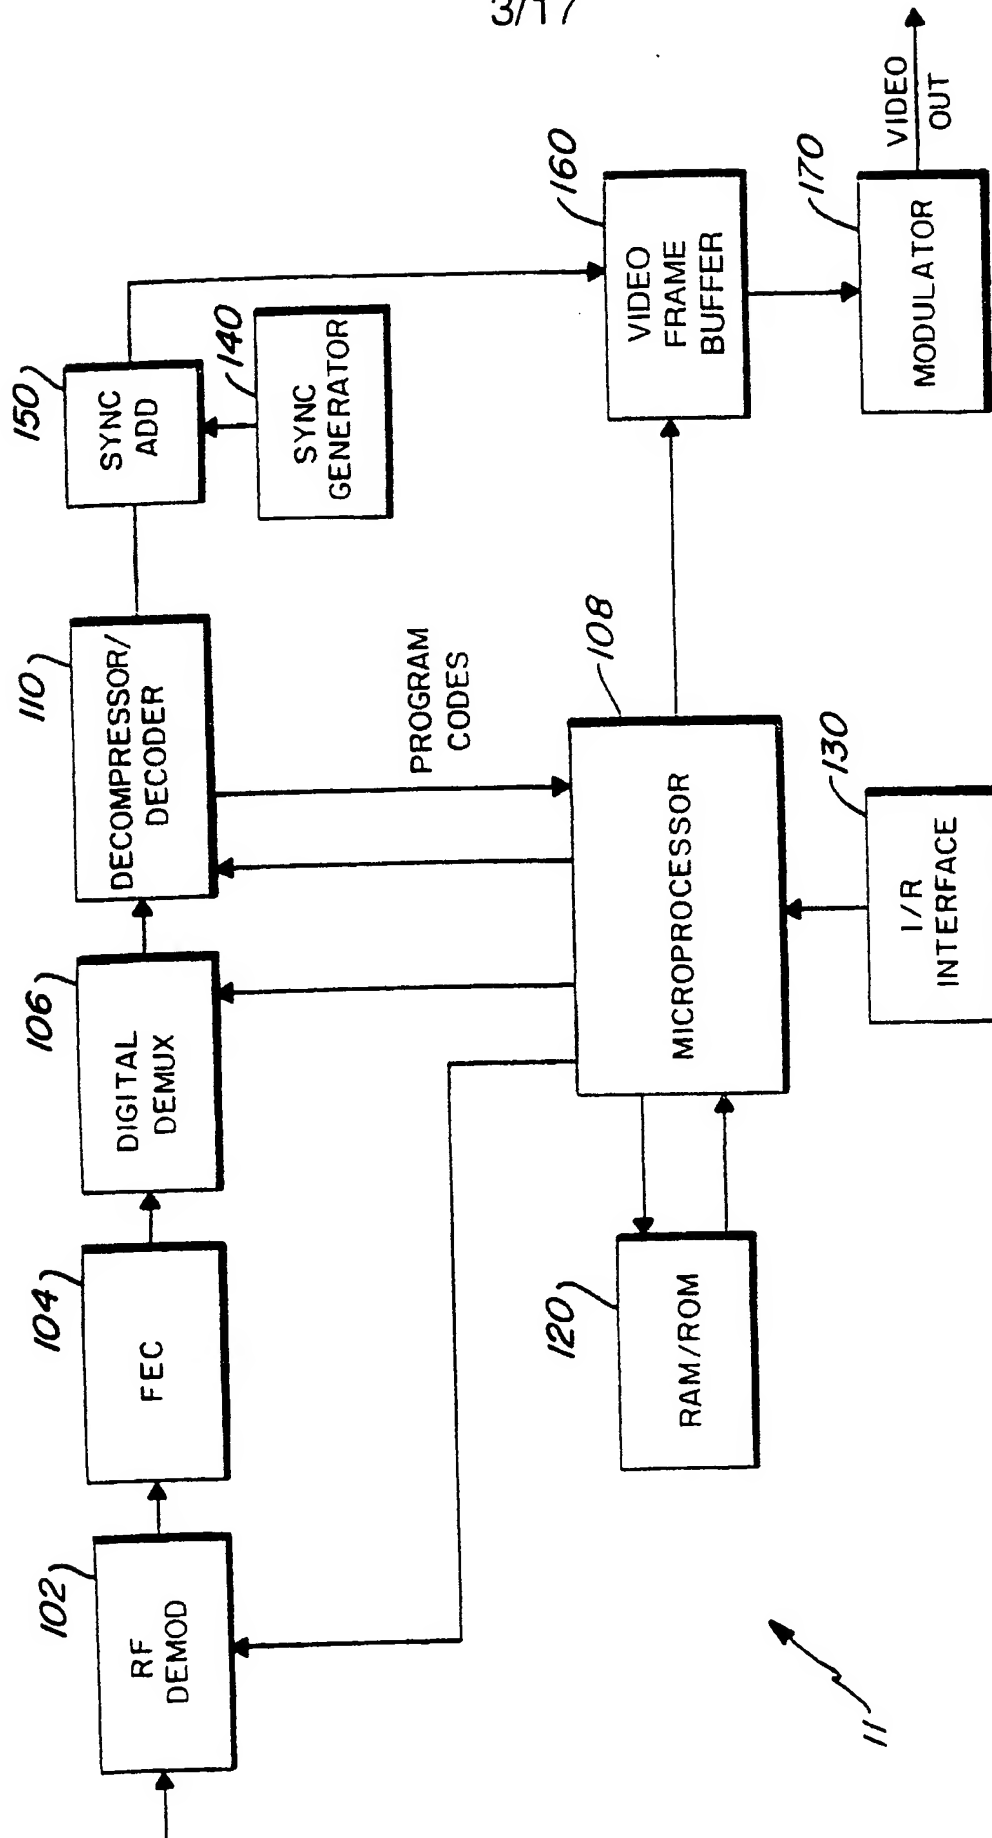 3/17
102
RF
DEMOD
104
FEC
106
DIGITAL
DEMUX
110
DECOMPRESSOR/
DECODER
150
SYNC
ADD
140
SYNC
GENERATOR
PROGRAM
CODES
108
MICROPROCESSOR
120
RAM/ROM
130
I/R
INTERFACE
160
VIDEO
FRAME
BUFFER
170
MODULATOR
VIDEO
OUT
11